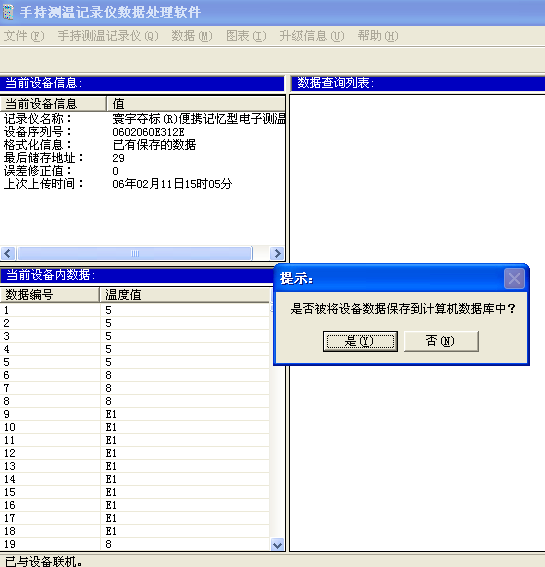 手持测温记录仪数据处理软件
文件(F) 手持测温记录仪(Q) 数据(M) 图表(I) 升级信息(U) 帮助(H)
当前设备信息: 数据查询列表:
当前设备信息 值
记录仪名称: 寰宇夺标(R)便携记忆型电子测温
设备序列号: 0602060E312E
格式化信息: 已有保存的数据
最后储存地址: 29
误差修正值: 0
上次上传时间: 06年02月11日15时05分
当前设备内数据:
数据编号 温度值
1 5
2 5
3 5
4 5
5 5
6 8
7 8
8 8
9 E1
10 E1
11 E1
12 E1
13 E1
14 E1
15 E1
16 E1
17 E1
18 E1
19 8
提示:
是否被将设备数据保存到计算机数据库中?
是(Y) 否(N)
已与设备联机。